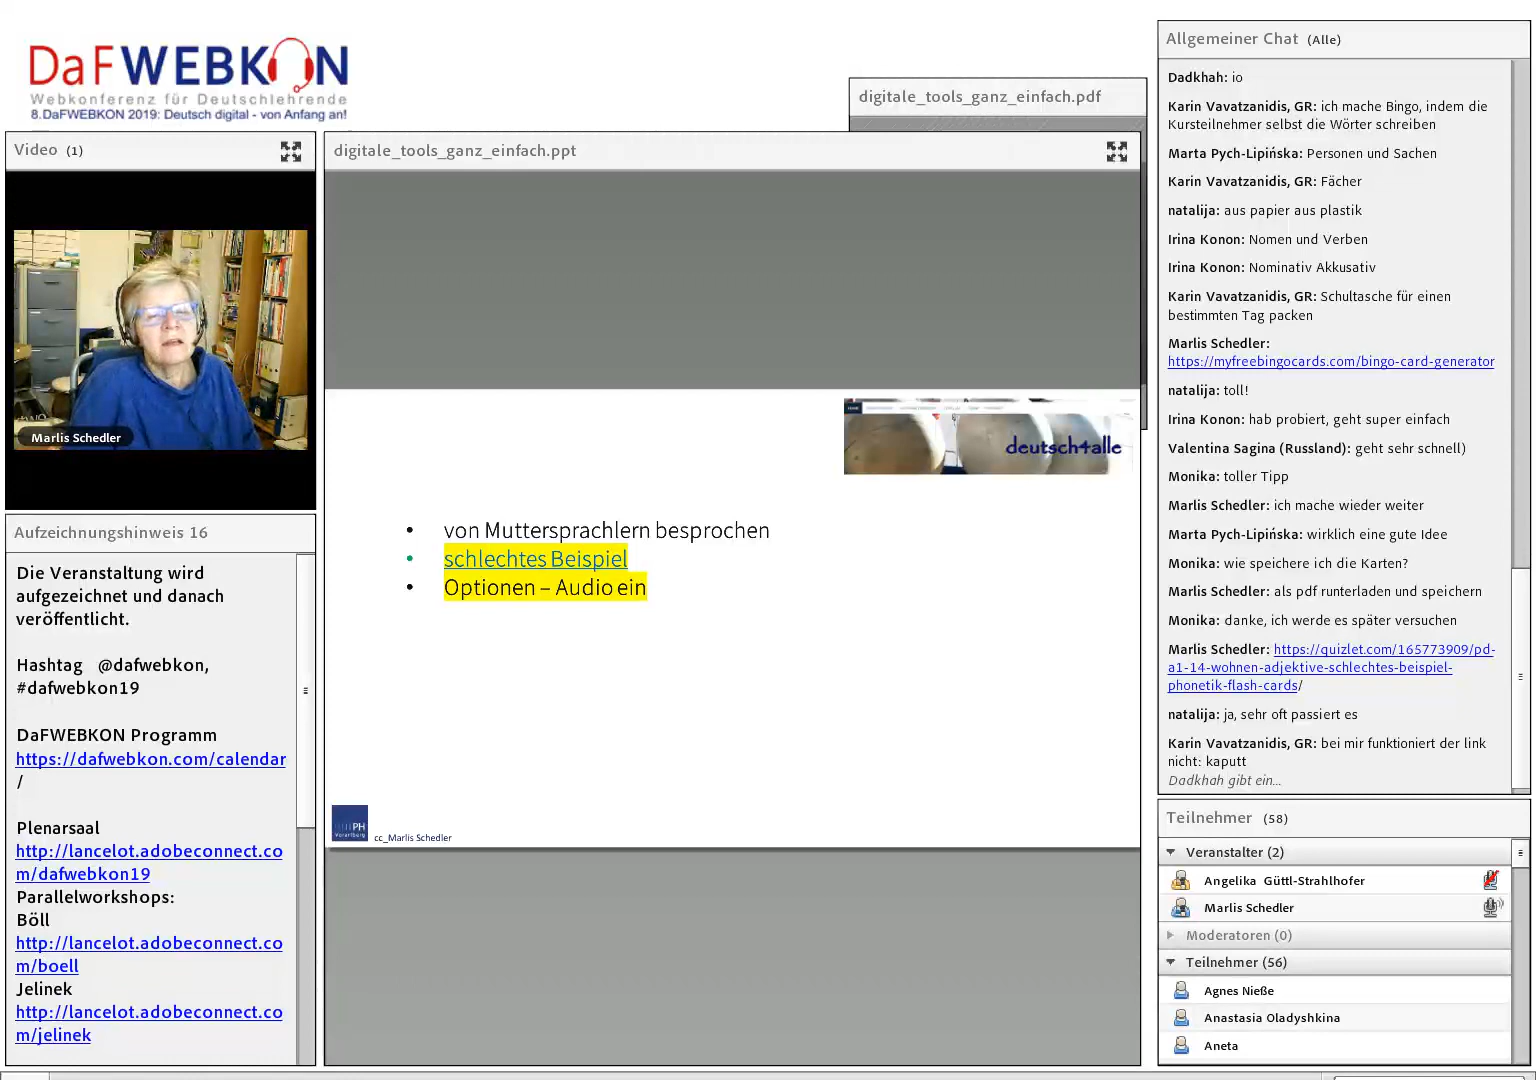 DaFWEBKON
Webkonferenz für Deutschlehrende
8.DaFWEBKON 2019: Deutsch digital - von Anfang an!
Video (1)
Marlis Schedler
Aufzeichnungshinweis 16
Die Veranstaltung wird
aufgezeichnet und danach
veröffentlicht.
Hashtag @dafwebkon,
#dafwebkon19
DaFWEBKON Programm
https://dafwebkon.com/calendar
/
Plenarsaal
http://lancelot.adobeconnect.co
m/dafwebkon19
Parallelworkshops:
Böll
http://lancelot.adobeconnect.co
m/boell
Jelinek
http://lancelot.adobeconnect.co
m/jelinek
digitale_tools_ganz_einfach.pdf
digitale_tools_ganz_einfach.ppt
deutsch4alle
• von Muttersprachlern besprochen
• schlechtes Beispiel
• Optionen – Audio ein
PH
Vorarlberg
cc_Marlis Schedler
Allgemeiner Chat (Alle)
Dadkhah: io
Karin Vavatzanidis, GR: ich mache Bingo, indem die
Kursteilnehmer selbst die Wörter schreiben
Marta Pych-Lipińska: Personen und Sachen
Karin Vavatzanidis, GR: Fächer
natalija: aus papier aus plastik
Irina Konon: Nomen und Verben
Irina Konon: Nominativ Akkusativ
Karin Vavatzanidis, GR: Schultasche für einen
bestimmten Tag packen
Marlis Schedler:
https://myfreebingocards.com/bingo-card-generator
natalija: toll!
Irina Konon: hab probiert, geht super einfach
Valentina Sagina (Russland): geht sehr schnell)
Monika: toller Tipp
Marlis Schedler: ich mache wieder weiter
Marta Pych-Lipińska: wirklich eine gute Idee
Monika: wie speichere ich die Karten?
Marlis Schedler: als pdf runterladen und speichern
Monika: danke, ich werde es später versuchen
Marlis Schedler: https://quizlet.com/165773909/pd-
a1-14-wohnen-adjektive-schlechtes-beispiel-
phonetik-flash-cards/
natalija: ja, sehr oft passiert es
Karin Vavatzanidis, GR: bei mir funktioniert der link
nicht: kaputt
Dadkhah gibt ein...
Teilnehmer (58)
Veranstalter (2)
Angelika Güttl-Strahlhofer
Marlis Schedler
Moderatoren (0)
Teilnehmer (56)
Agnes Nieße
Anastasia Oladyshkina
Aneta